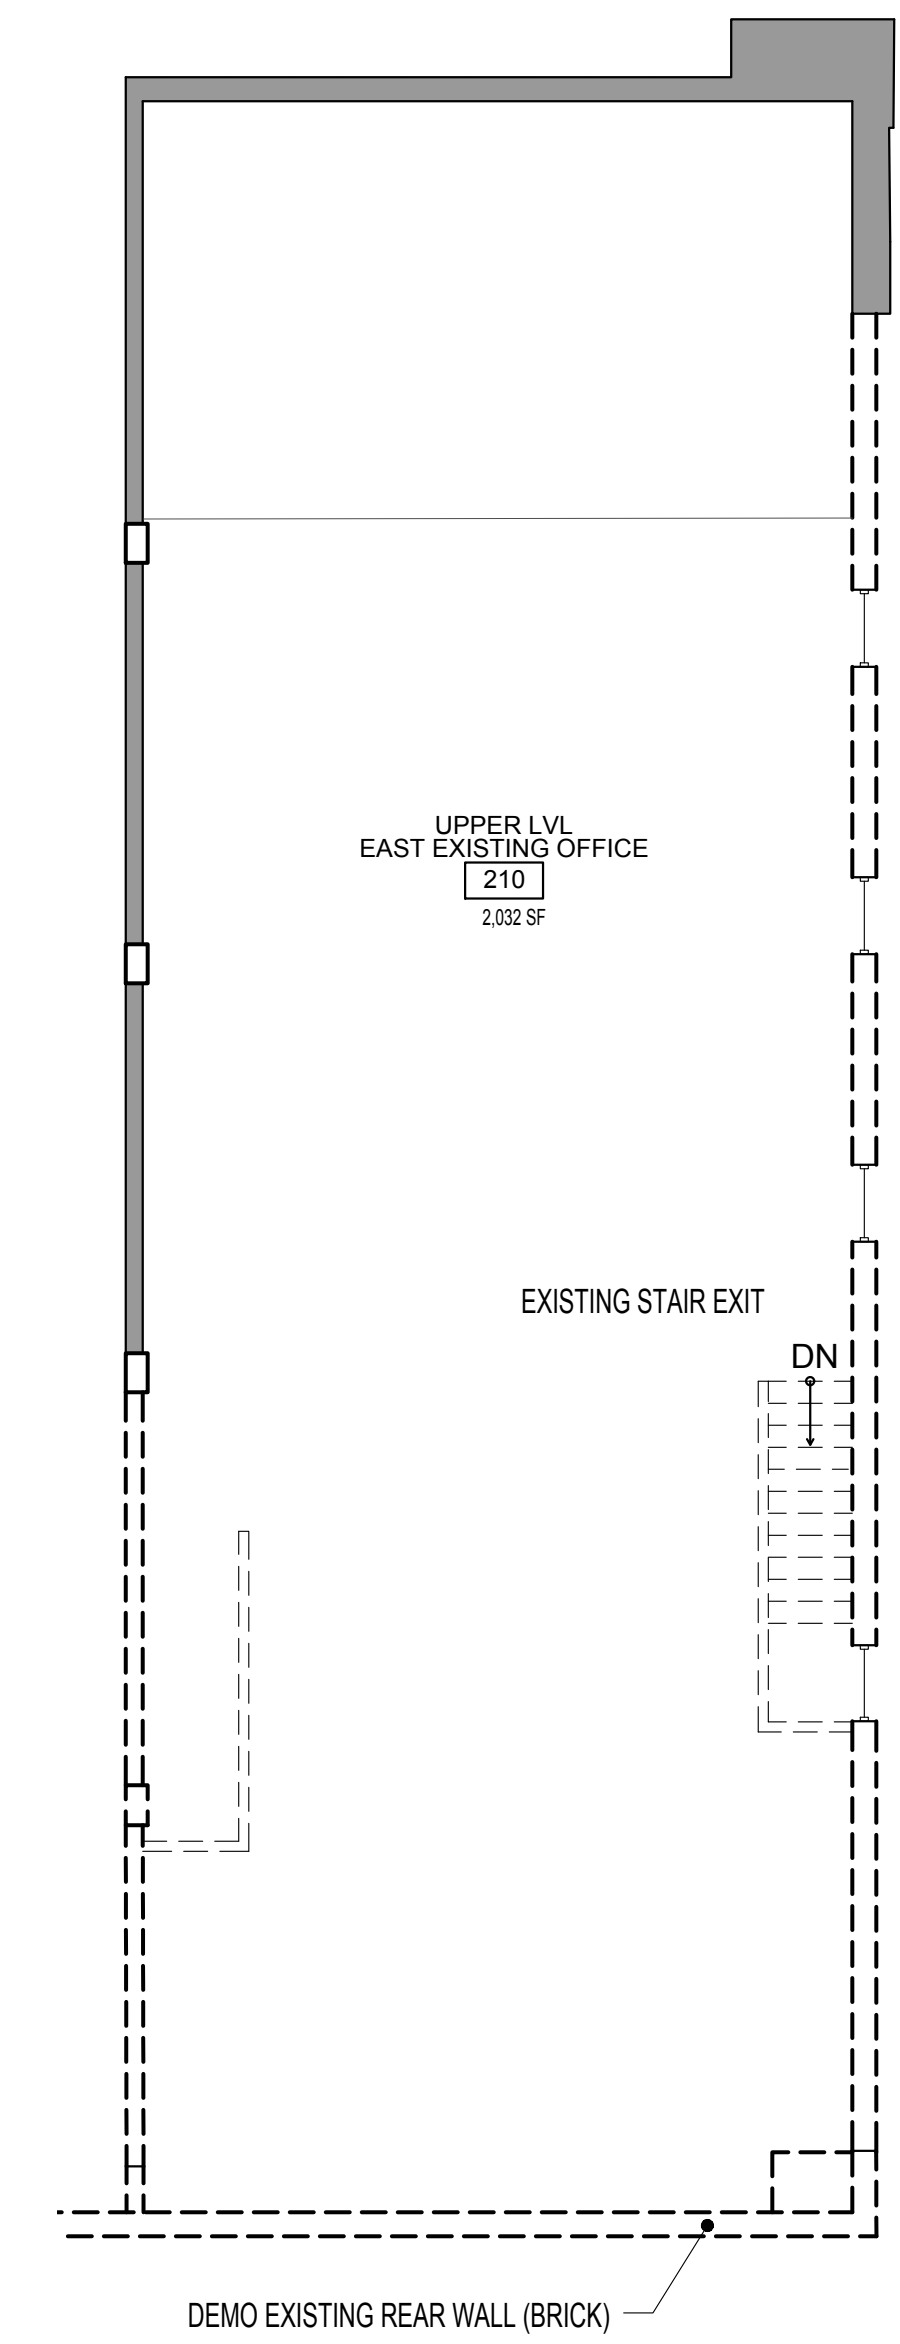 UPPER LVL
EAST EXISTING OFFICE
210
2,032 SF
EXISTING STAIR EXIT
DN
DEMO EXISTING REAR WALL (BRICK)